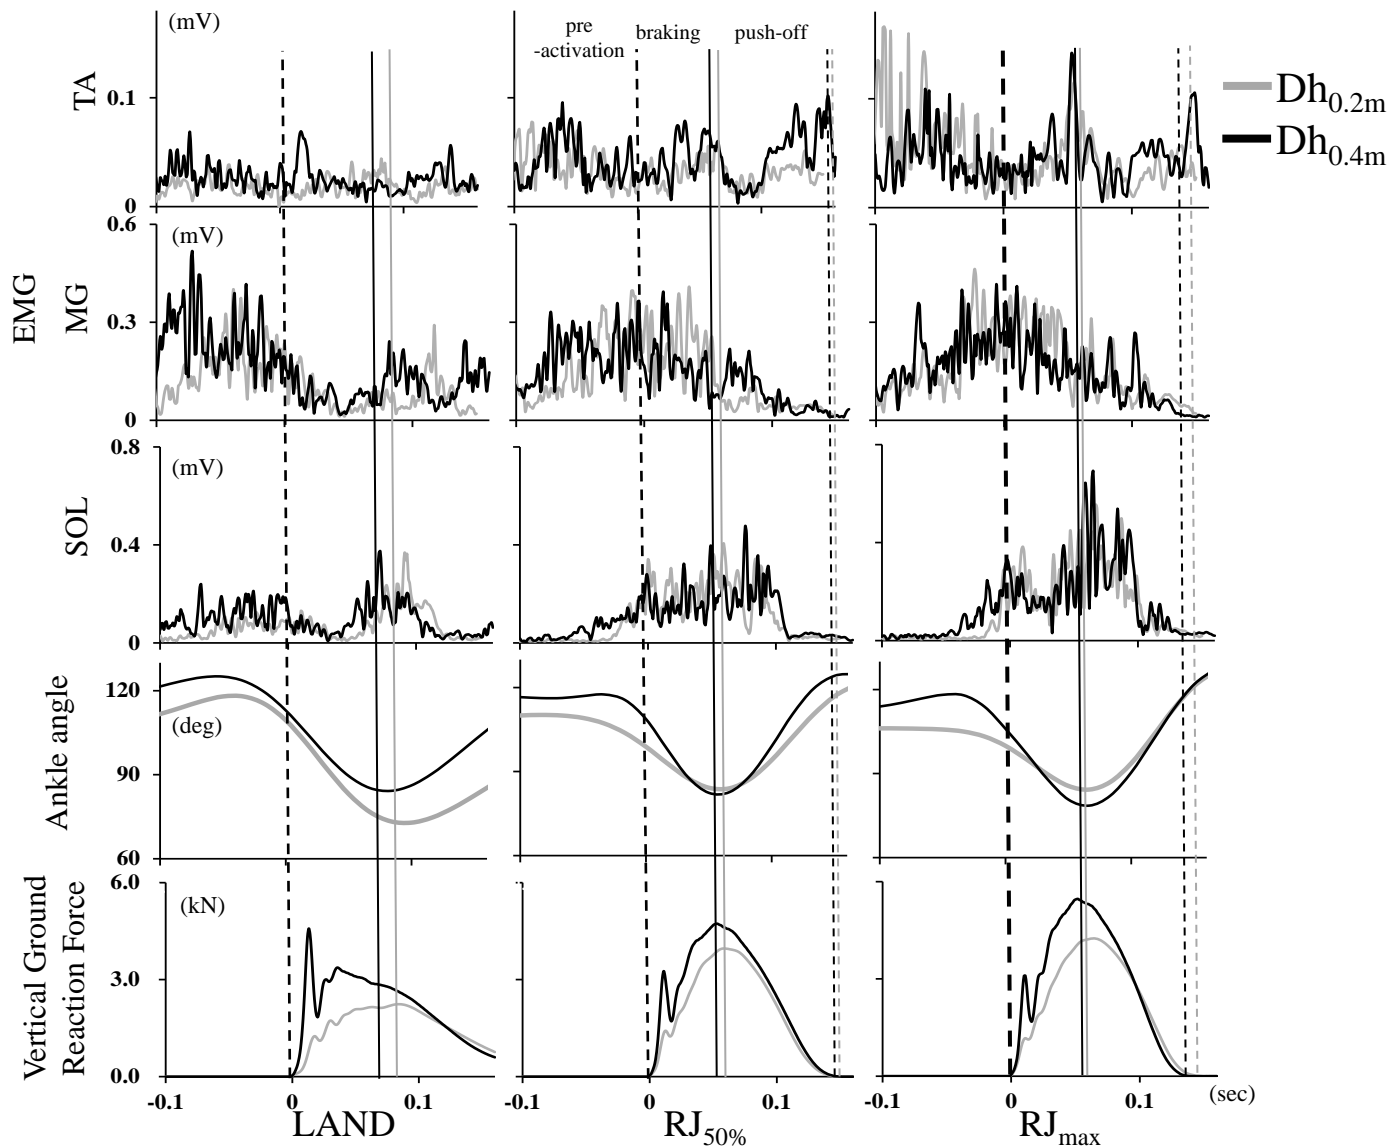 (mV)
pre
-activation
braking
push-off
Dh0.2m
Dh0.4m
TA
0.1
0
0.6
(mV)
EMG
MG
0.3
0
0.8
(mV)
SOL
0.4
0
120
(deg)
Ankle angle
90
60
6.0
(kN)
Vertical Ground
Reaction Force
3.0
0.0
-0.1
0
0.1
-0.1
0
0.1
-0.1
0
0.1
(sec)
LAND
RJ50%
RJmax